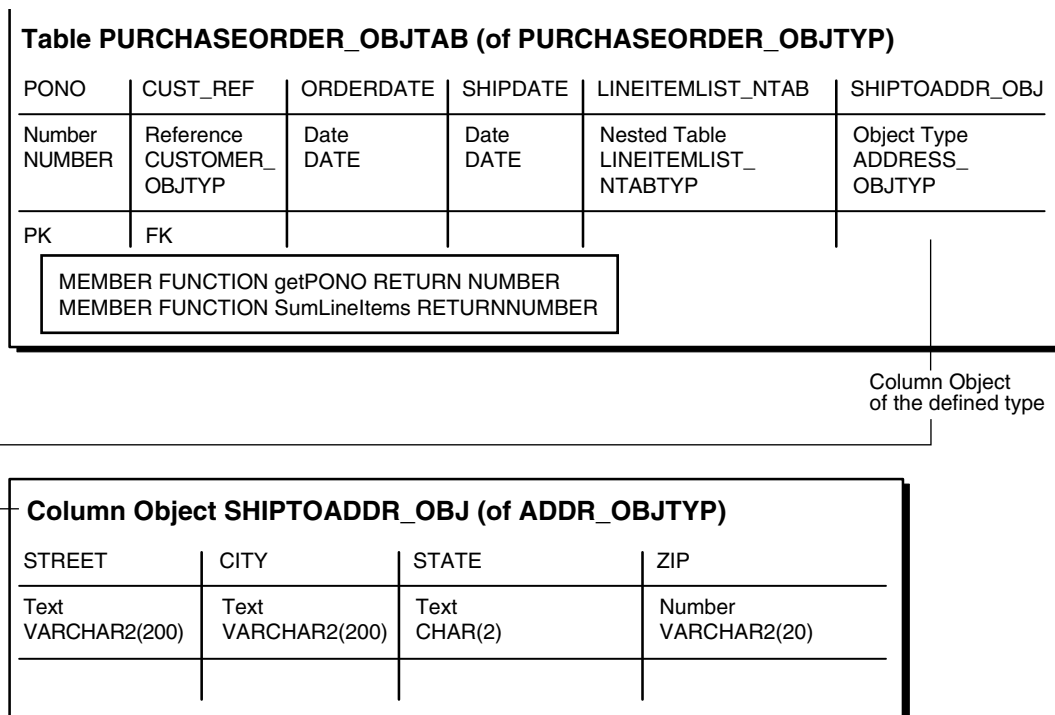 Table PURCHASEORDER_OBJTAB (of PURCHASEORDER_OBJTYP)
PONO CUST_REF ORDERDATE SHIPDATE LINEITEMLIST_NTAB SHIPTOADDR_OBJ
Number Reference Date Date Nested Table Object Type
NUMBER CUSTOMER_ DATE DATE LINEITEMLIST_ ADDRESS_
OBJTYP NTABTYP OBJTYP
PK FK
MEMBER FUNCTION getPONO RETURN NUMBER
MEMBER FUNCTION SumLineItems RETURNNUMBER
Column Object
of the defined type
Column Object SHIPTOADDR_OBJ (of ADDR_OBJTYP)
STREET CITY STATE ZIP
Text Text Text Number
VARCHAR2(200) VARCHAR2(200) CHAR(2) VARCHAR2(20)